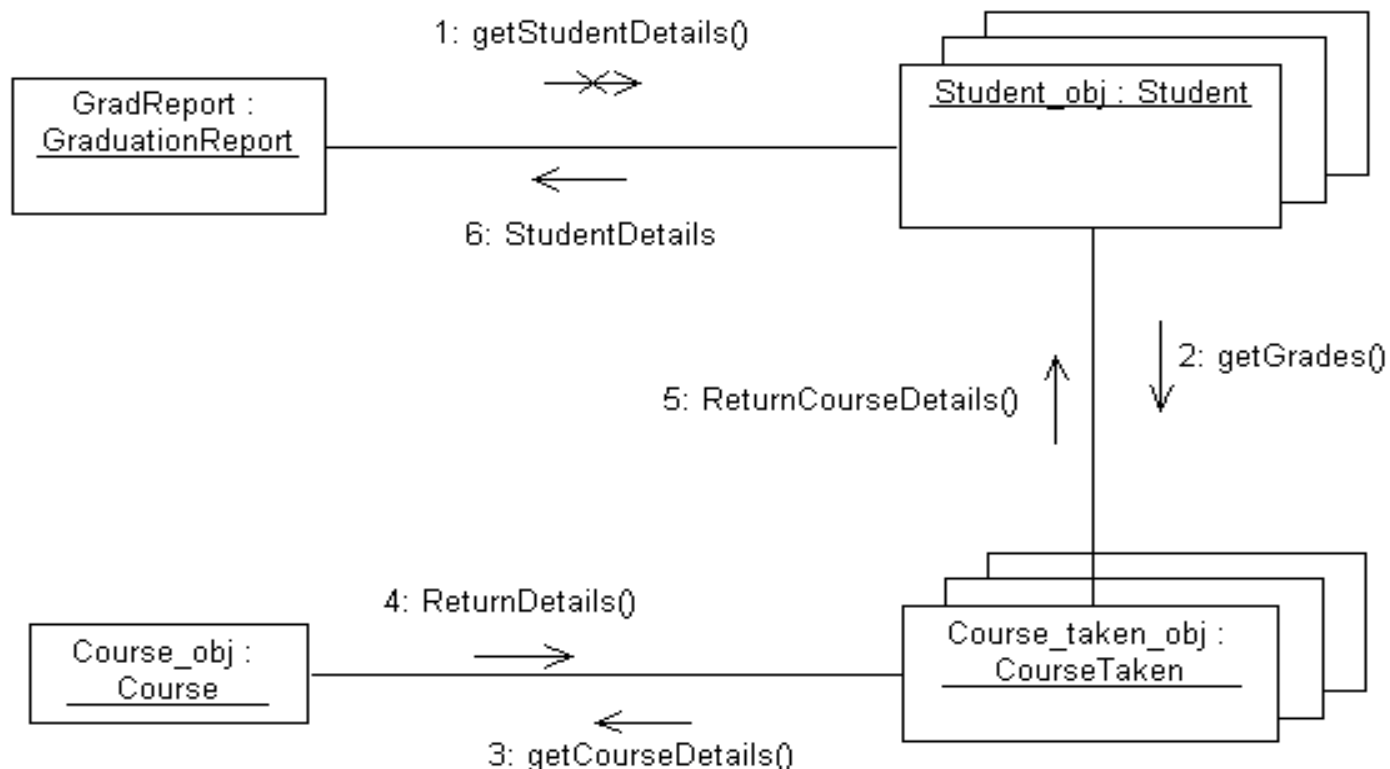 1: getStudentDetails()
GradReport :
GraduationReport
Student_obj : Student
6: StudentDetails
2: getGrades()
5: ReturnCourseDetails()
4: ReturnDetails()
Course_obj :
Course
Course_taken_obj :
CourseTaken
3: getCourseDetails()